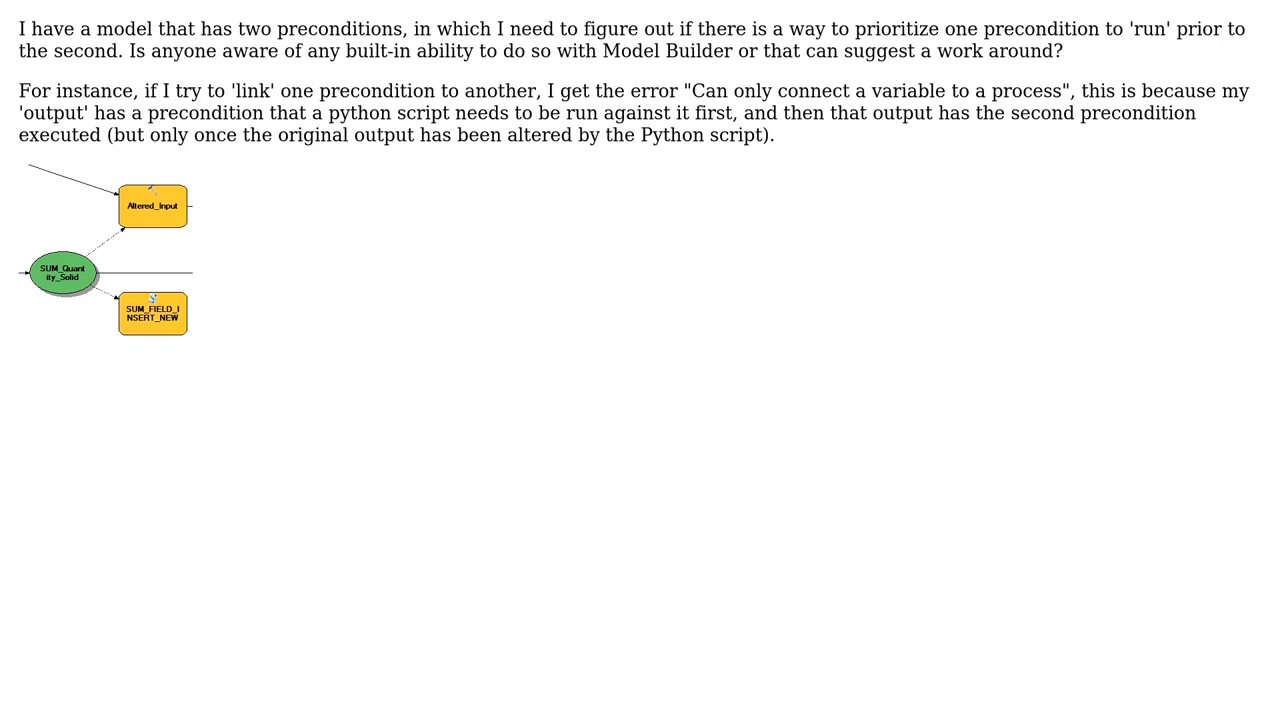 I have a model that has two preconditions, in which I need to figure out if there is a way to prioritize one precondition to 'run' prior to
the second. Is anyone aware of any built-in ability to do so with Model Builder or that can suggest a work around?
For instance, if I try to 'link' one precondition to another, I get the error "Can only connect a variable to a process", this is because my
'output' has a precondition that a python script needs to be run against it first, and then that output has the second precondition
executed (but only once the original output has been altered by the Python script).
Altered_Input
SUM_Quant
ity_Solid
SUM_FIELD_I
NSERT_NEW